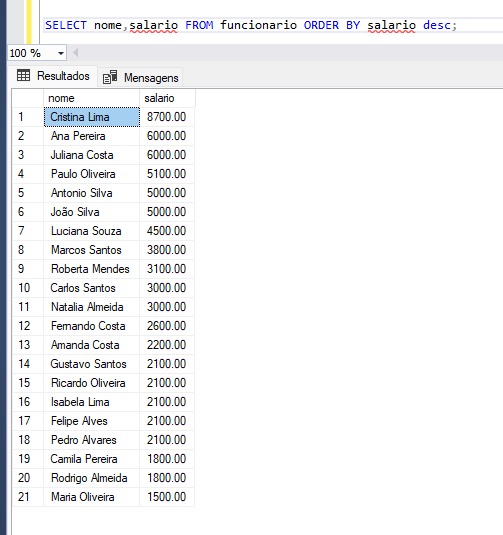 SELECT nome,salario FROM funcionario ORDER BY salario desc;
100 %
Resultados Mensagens
nome salario
1 Cristina Lima 8700.00
2 Ana Pereira 6000.00
3 Juliana Costa 6000.00
4 Paulo Oliveira 5100.00
5 Antonio Silva 5000.00
6 João Silva 5000.00
7 Luciana Souza 4500.00
8 Marcos Santos 3800.00
9 Roberta Mendes 3100.00
10 Carlos Santos 3000.00
11 Natalia Almeida 3000.00
12 Fernando Costa 2600.00
13 Amanda Costa 2200.00
14 Gustavo Santos 2100.00
15 Ricardo Oliveira 2100.00
16 Isabela Lima 2100.00
17 Felipe Alves 2100.00
18 Pedro Alvares 2100.00
19 Camila Pereira 1800.00
20 Rodrigo Almeida 1800.00
21 Maria Oliveira 1500.00